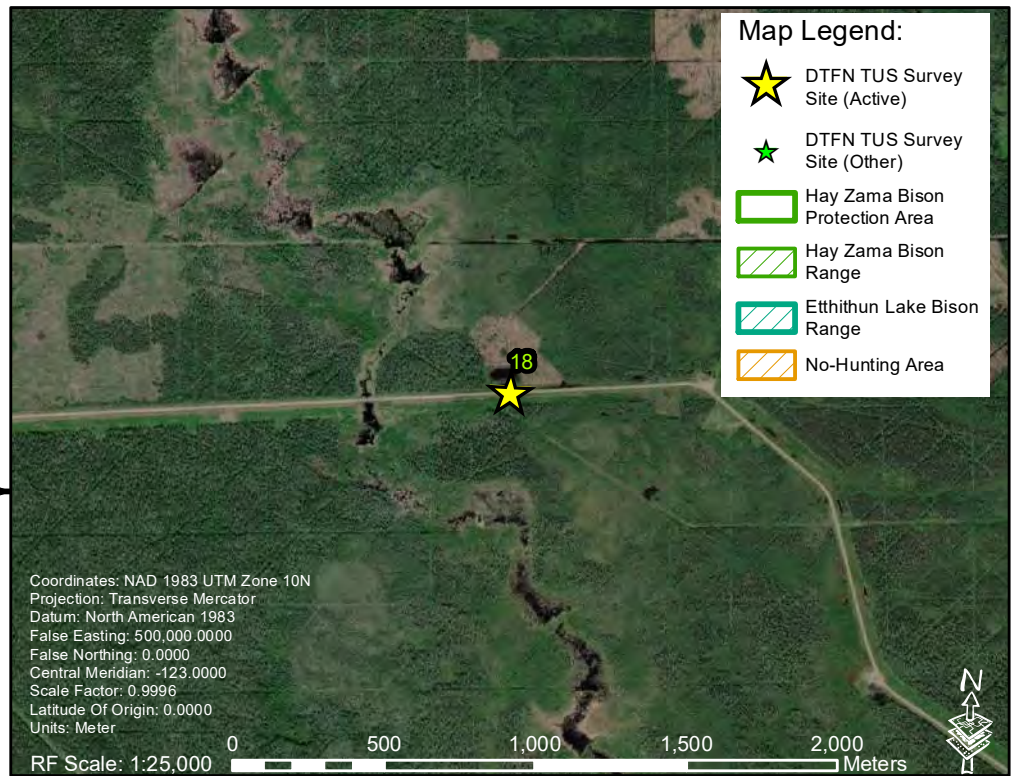 Map Legend:
DTFN TUS Survey
Site (Active)
DTFN TUS Survey
Site (Other)
Hay Zama Bison
Protection Area
Hay Zama Bison
Range
Etthithun Lake Bison
Range
No-Hunting Area
18
Coordinates: NAD 1983 UTM Zone 10N
Projection: Transverse Mercator
Datum: North American 1983
False Easting: 500,000.0000
False Northing: 0.0000
Central Meridian: -123.0000
Scale Factor: 0.9996
Latitude Of Origin: 0.0000
Units: Meter
RF Scale: 1:25,000
0 500 1,000 1,500 2,000
Meters
N